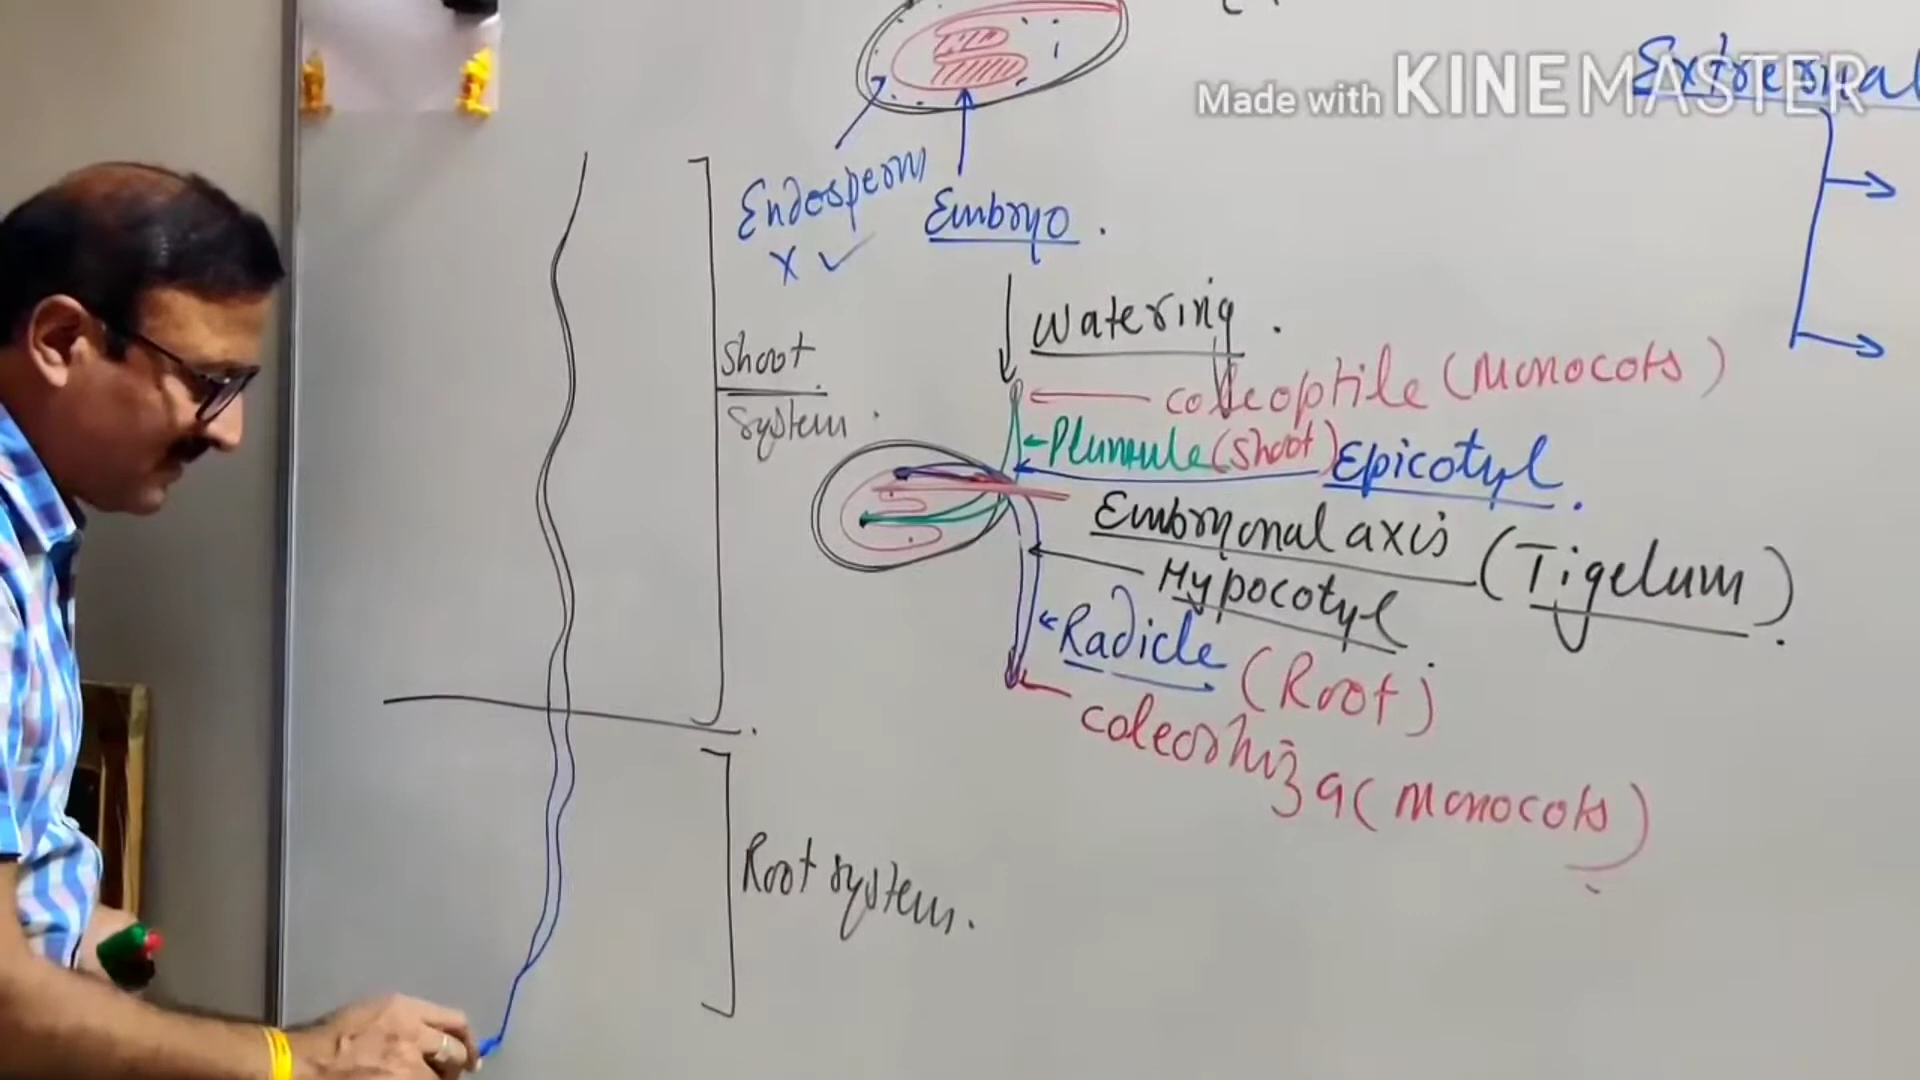 Made with KINEMASTER
Extrernal
Endosperm
x ✓
Embryo.
Watering.
Shoot
System.
coleoptile (Monocots)
Plumule (Shoot)
Epicotyl.
Embryonal axis (Tigelum).
Hypocotyl.
Radicle (Root)
coleorhiza (Monocots)
Root system.